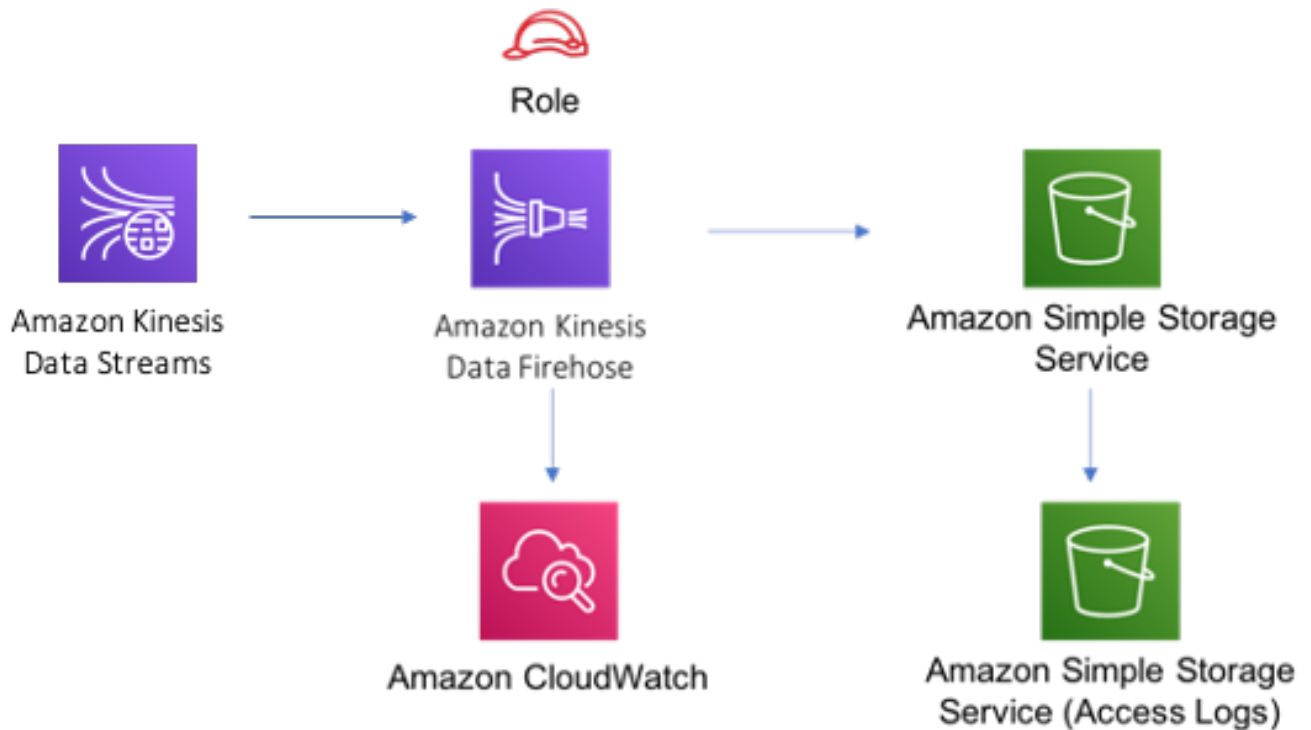 Role
Amazon Kinesis
Data Streams
Amazon Kinesis
Data Firehose
Amazon Simple Storage
Service
Amazon CloudWatch
Amazon Simple Storage
Service (Access Logs)